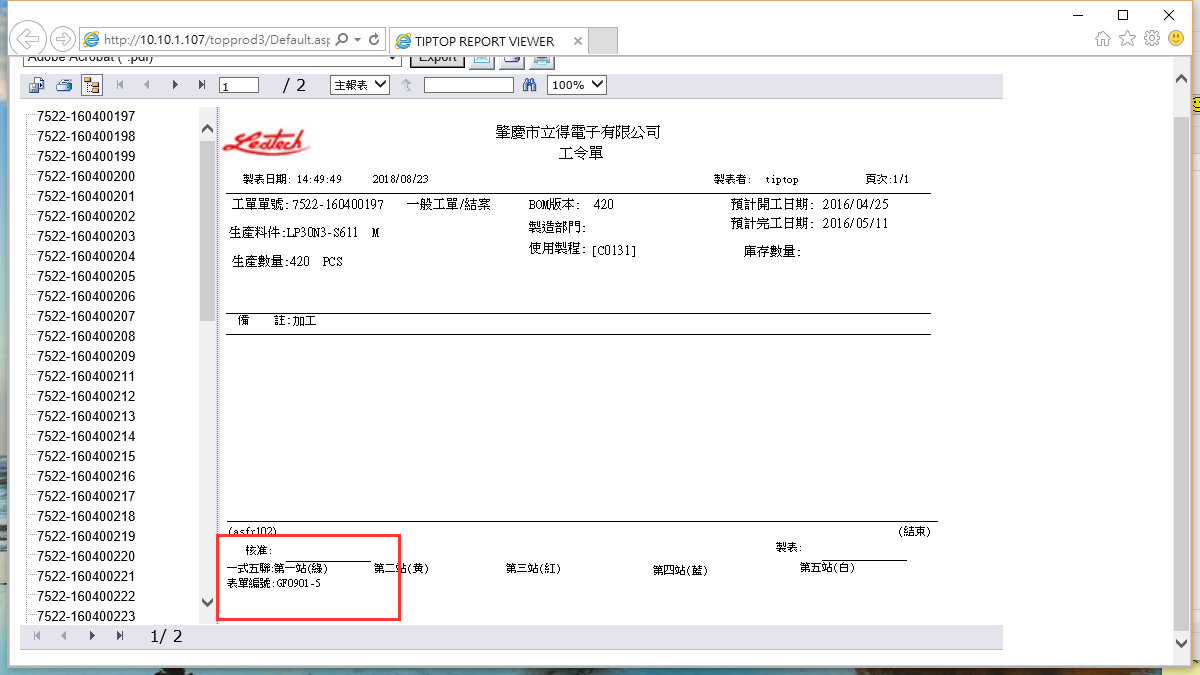 http://10.10.1.107/topprod3/Default.asp
TIPTOP REPORT VIEWER
Adobe Acrobat (*.pdf)
Export
1
/ 2
主報表
100%
7522-160400197
7522-160400198
7522-160400199
7522-160400200
7522-160400201
7522-160400202
7522-160400203
7522-160400204
7522-160400205
7522-160400206
7522-160400207
7522-160400208
7522-160400209
7522-160400211
7522-160400212
7522-160400213
7522-160400214
7522-160400215
7522-160400216
7522-160400217
7522-160400218
7522-160400219
7522-160400220
7522-160400221
7522-160400222
7522-160400223
Ledtech
肇慶市立得電子有限公司
工令單
製表日期: 14:49:49 2018/08/23 製表者: tiptop 頁次:1/1
工單單號:7522-160400197 一般工單/結案 BOM版本: 420 預計開工日期: 2016/04/25
製造部門: 預計完工日期: 2016/05/11
生產料件:LP30N3-S611 M
使用製程: [C0131] 庫存數量:
生產數量:420 PCS
備 註:加工
(asfr102) (結束)
核准: 製表:
一式五聯:第一站(綠) 第二站(黄) 第三站(紅) 第四站(藍) 第五站(白)
表單編號:GF0901-5
1/ 2